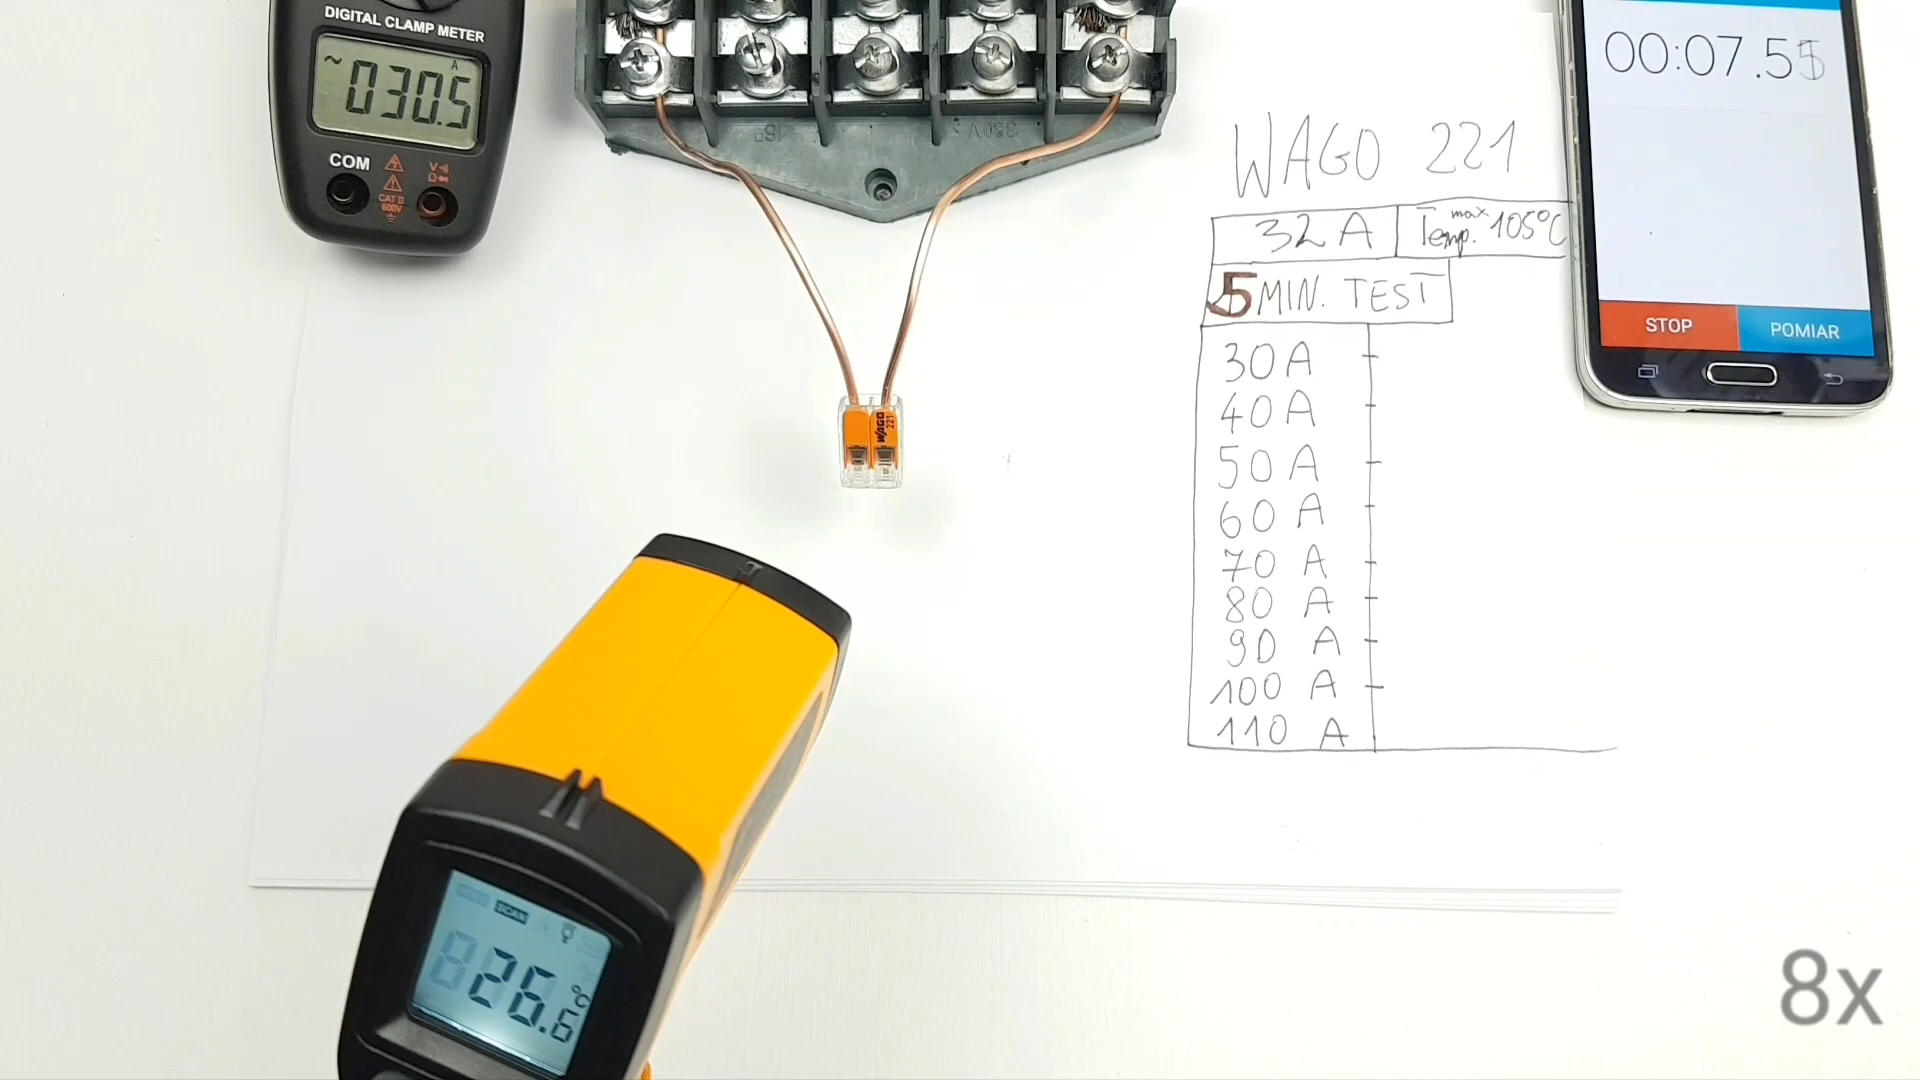 DIGITAL CLAMP METER
~ 030.5 A
COM
CAT II
600V
00:07.55
STOP
POMIAR
WAGO 221
32 A
Temp. max 105°C
5 MIN. TEST
30 A
40 A
50 A
60 A
70 A
80 A
90 A
100 A
110 A
WAGO
221
16P
SCAN
26.6 °C
8x